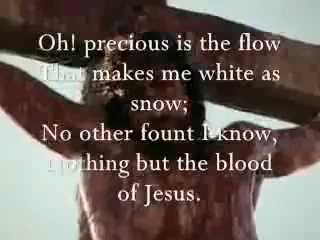 Oh! precious is the flow
That makes me white as
snow;
No other fount I know,
Nothing but the blood
of Jesus.